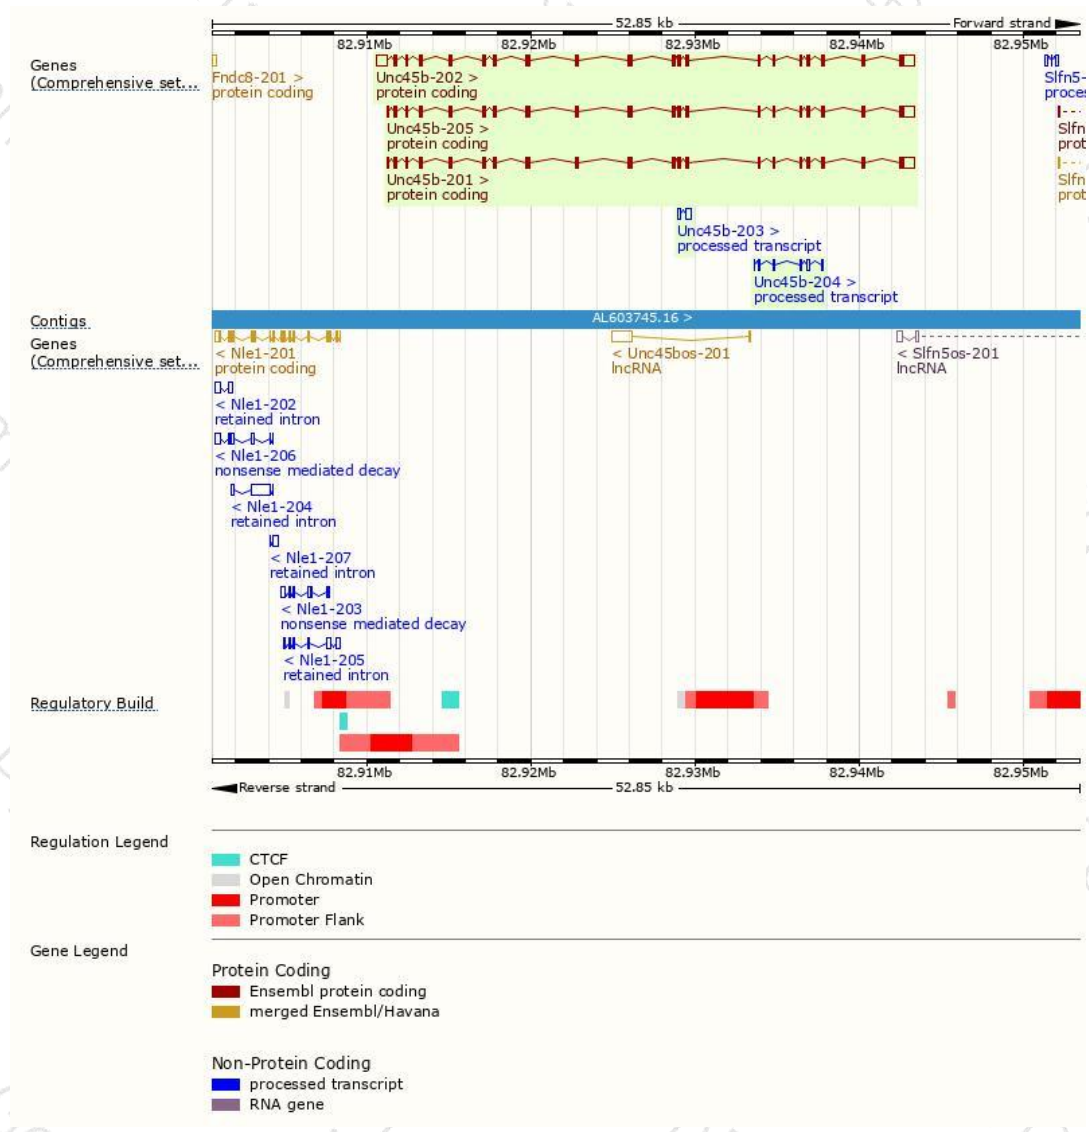 52.85 kb Forward strand
82.91Mb 82.92Mb 82.93Mb 82.94Mb 82.95Mb
Genes
(Comprehensive set...
Fndc8-201 >
protein coding
Unc45b-202 >
protein coding
Slfn5-
proces
Unc45b-205 >
protein coding
Slfn
prot
Unc45b-201 >
protein coding
Slfn
prot
Unc45b-203 >
processed transcript
Unc45b-204 >
processed transcript
Contigs
AL603745.16 >
Genes
(Comprehensive set...
< Nle1-201
protein coding
< Unc45bos-201
lncRNA
< Slfn5os-201
lncRNA
< Nle1-202
retained intron
< Nle1-206
nonsense mediated decay
< Nle1-204
retained intron
< Nle1-207
retained intron
< Nle1-203
nonsense mediated decay
< Nle1-205
retained intron
Regulatory Build
82.91Mb 82.92Mb 82.93Mb 82.94Mb 82.95Mb
Reverse strand 52.85 kb
Regulation Legend
CTCF
Open Chromatin
Promoter
Promoter Flank
Gene Legend
Protein Coding
Ensembl protein coding
merged Ensembl/Havana
Non-Protein Coding
processed transcript
RNA gene